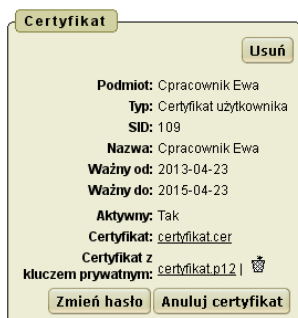 Certyfikat
Usuń
Podmiot: Cpracownik Ewa
Typ: Certyfikat użytkownika
SID: 109
Nazwa: Cpracownik Ewa
Ważny od: 2013-04-23
Ważny do: 2015-04-23
Aktywny: Tak
Certyfikat: certyfikat.cer
Certyfikat z
kluczem prywatnym: certyfikat.p12 |
Zmień hasło Anuluj certyfikat